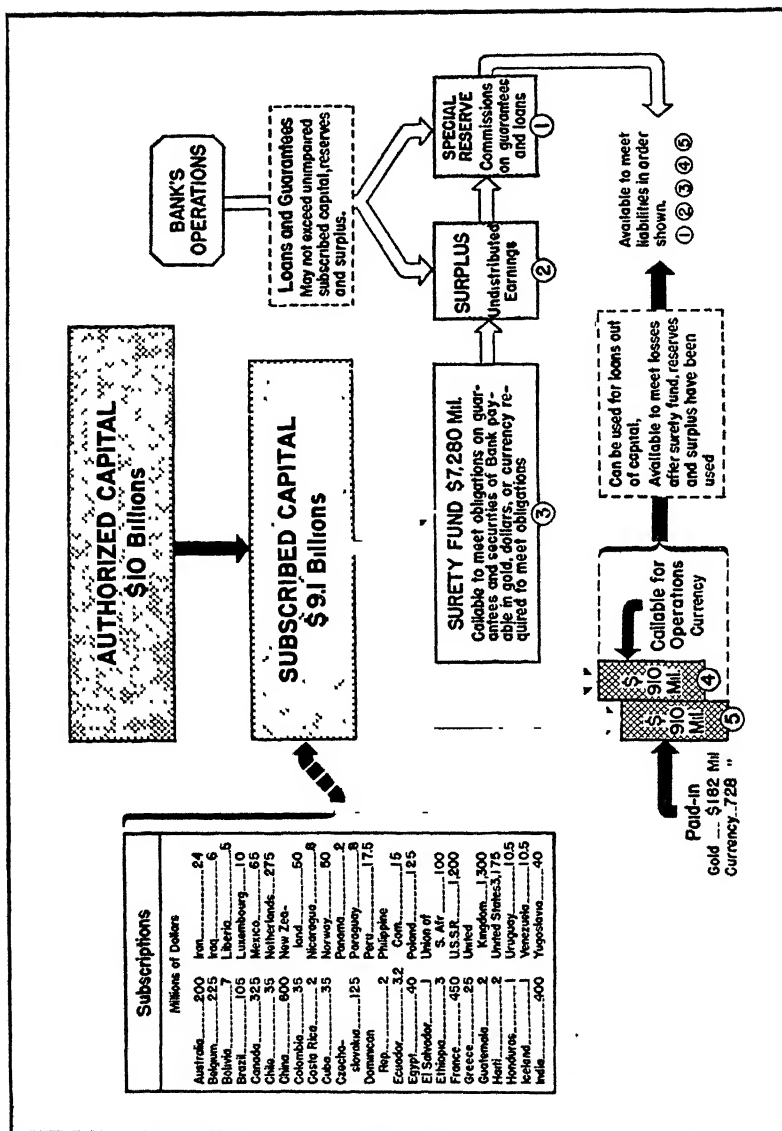 Subscriptions
Millions of Dollars
Australia....200
Belgium....225
Bolivia....7
Brazil....105
Canada....325
Chile....35
China....600
Colombia....35
Costa Rica....2
Cuba....35
Czecho-
slovakia....125
Dominican
Rep....2
Ecuador....3.2
Egypt....40
El Salvador....1
Ethiopia....3
France....450
Greece....25
Guatemala....2
Haiti....2
Honduras....1
Iceland....1
India....400
Iran....24
Iraq....6
Liberia....5
Luxembourg....10
Mexico....65
Netherlands....275
New Zea-
land....50
Nicaragua....8
Norway....50
Panama....2
Paraguay....8
Peru....17.5
Philippine
Com....15
Poland....125
Union of
S. Afr....100
U.S.S.R....1,200
United
Kingdom....1,300
United States 3,175
Uruguay....10.5
Venezuela....10.5
Yugoslavia....40
AUTHORIZED CAPITAL
$10 Billions
SUBSCRIBED CAPITAL
$9.1 Billions
BANK'S
OPERATIONS
Loans and Guarantees
May not exceed unimpaired
subscribed capital, reserves
and surplus.
SURETY FUND $7,280 Mil.
Callable to meet obligations on guar-
antees and securities of Bank pay-
able in gold, dollars, or currency re-
quired to meet obligations
③
SURPLUS
Undistributed
Earnings
②
SPECIAL
RESERVE
Commissions
on guarantees
and loans
①
Paid-in
Gold ... $182 Mil
Currency..728 "
$
910
Mil.
⑤
$
910
Mil.
④
Callable for
Operations
Currency
Can be used for loans out
of capital,
Available to meet losses
after surety fund, reserves
and surplus have been
used
Available to meet
liabilities in order
shown.
① ② ③ ④ ⑤